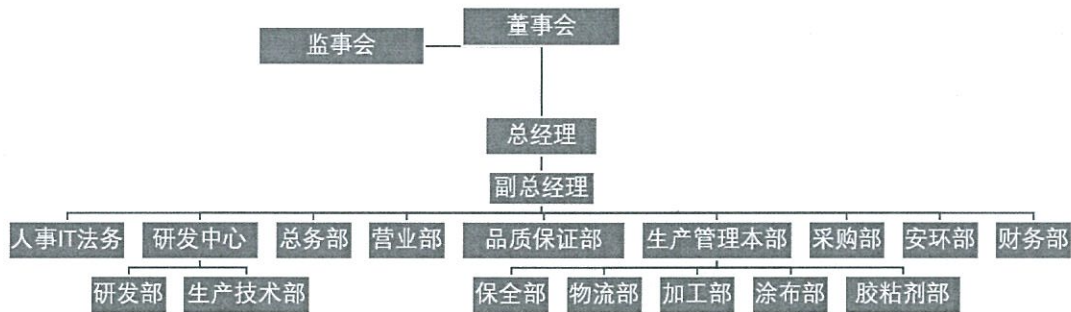 董事会
监事会
总经理
副总经理
人事IT法务 研发中心 总务部 营业部 品质保证部 生产管理本部 采购部 安环部 财务部
研发部 生产技术部 保全部 物流部 加工部 涂布部 胶粘剂部